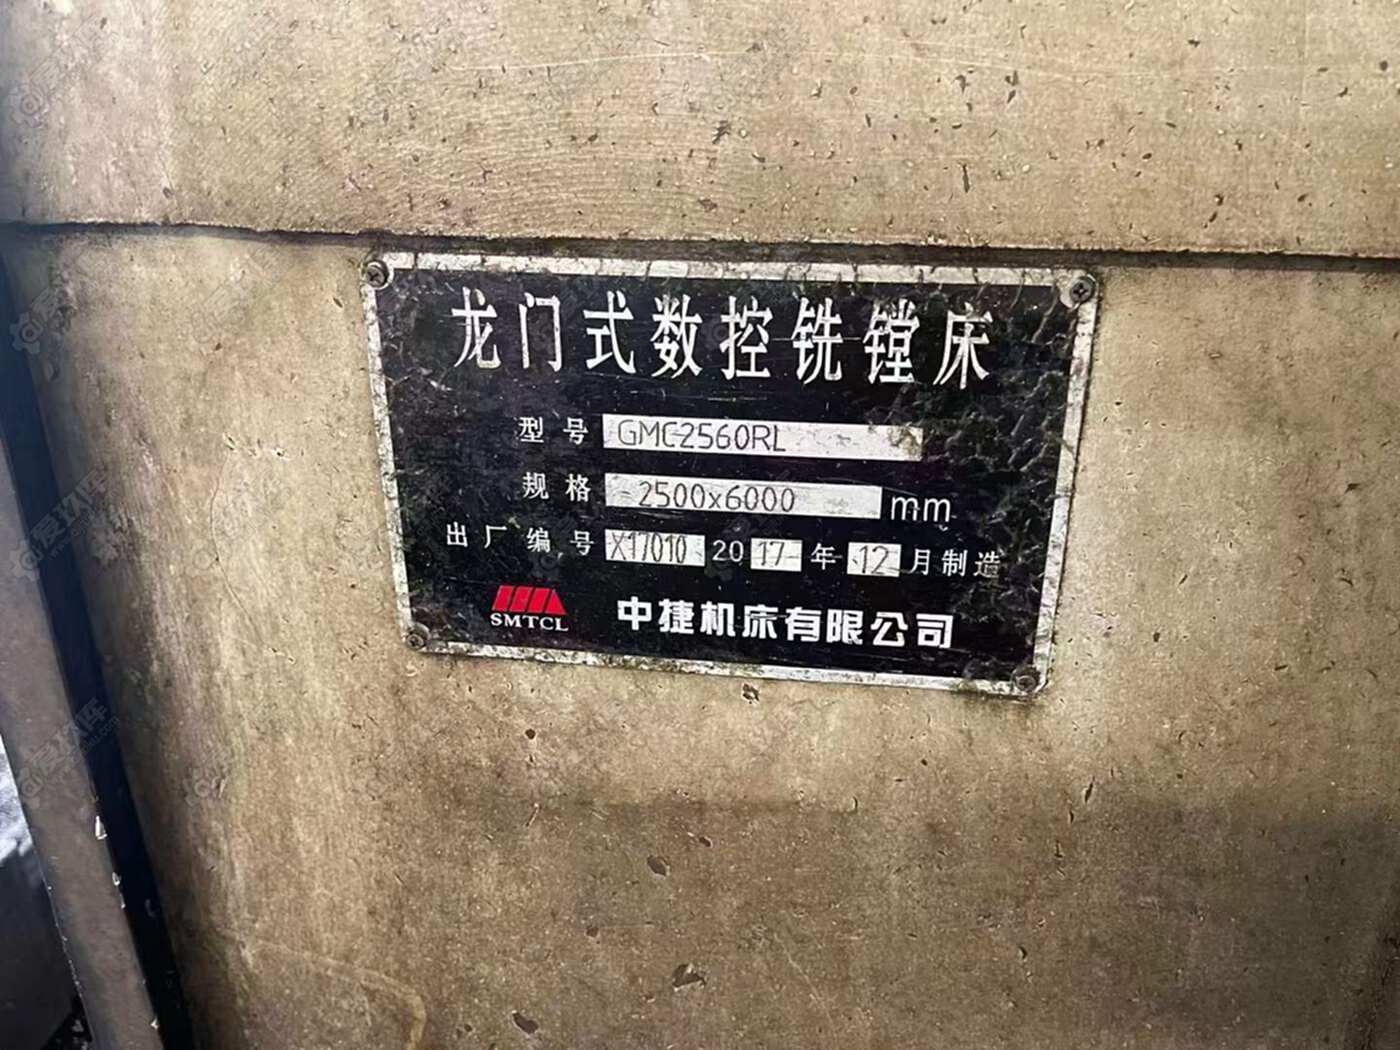 龙门式数控铣镗床
型号 GMC2560RL
规格 2500x6000 mm
出厂编号 X17010 2017年12月制造
SMTCL 中捷机床有限公司